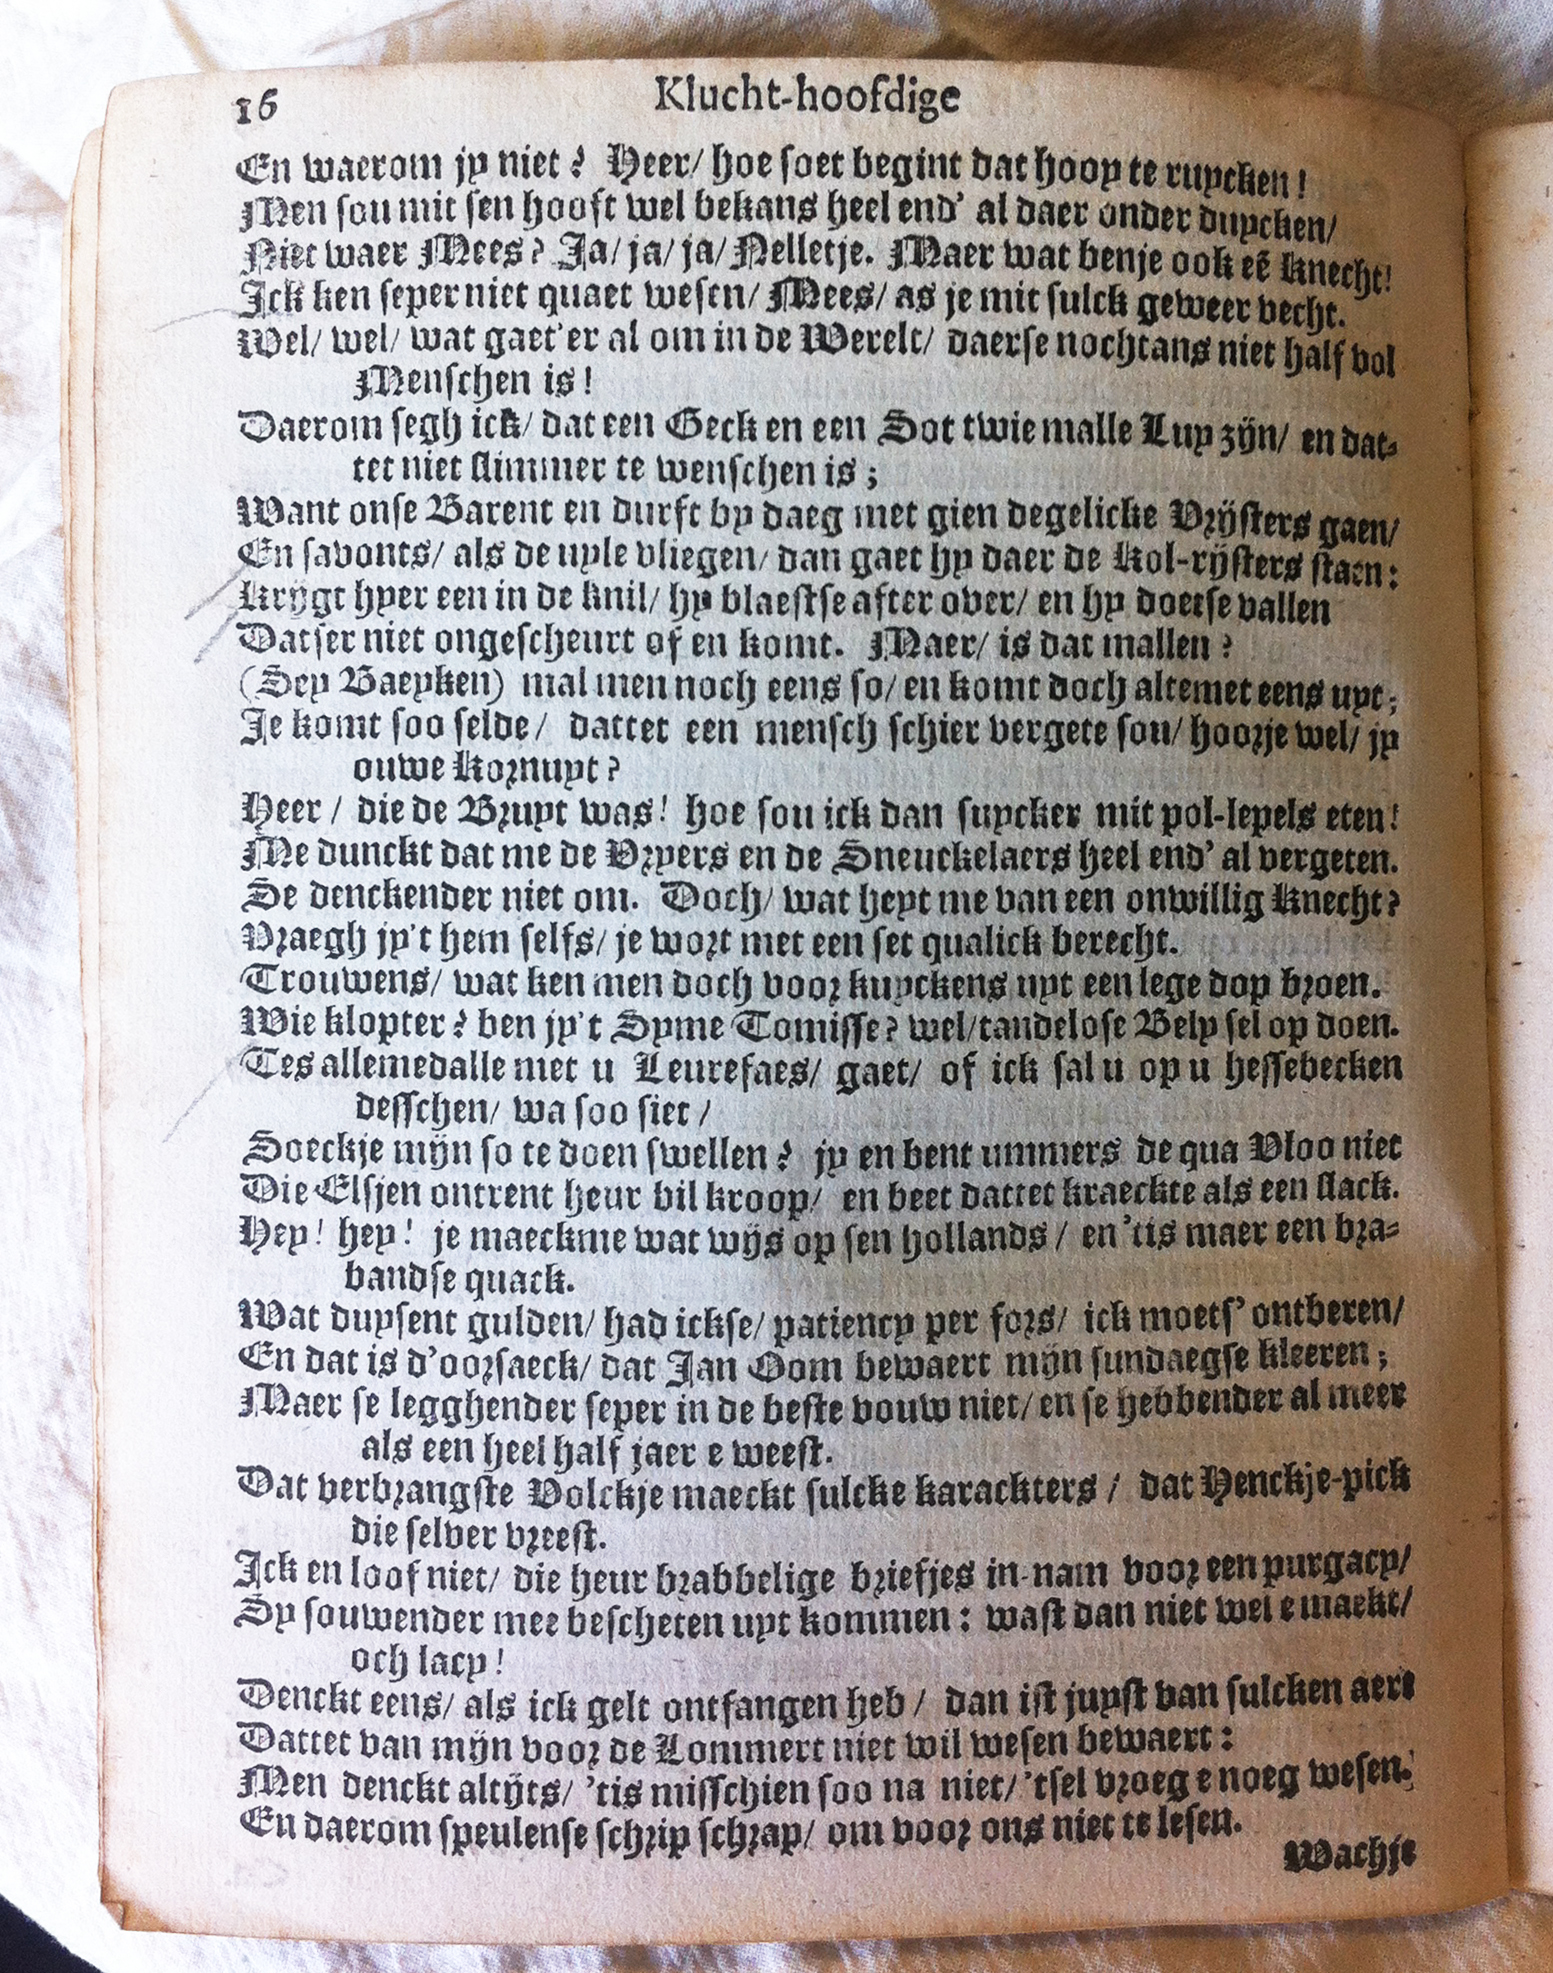 16 Klucht-hoofdige
En waerom jy niet? Heer/ hoe soet begint dat hooy te ruycken!
Men sou mit sen hooft wel bekans heel end' al daer onder duycken/
Niet waer Mees? Ja/ ja/ ja/ Nelletje. Maer wat benje ook eẽ knecht!
Ick ken seper niet quaet wesen/ Mees/ as je mit sulck geweer vecht.
Wel/ wel/ wat gaet'er al om in de Werelt/ daerse nochtans niet half vol
Menschen is!
Daerom segh ick/ dat een Geck en een Sot twie malle Luy zijn/ en dat-
tet niet slimmer te wenschen is;
Want onse Barent en durft by daeg met gien degelicke Vrijsters gaen/
En savonts/ als de uyle vliegen/ dan gaet hy daer de kol-rijsters staen:
Krijgt hyer een in de knil/ hy blaestse after over/ en hy doetse vallen
Datser niet ongescheurt of en komt. Maer/ is dat mallen?
(Sey Baeyken) mal men noch eens so/ en komt doch altemet eens uyt;
Je komt soo selde/ dattet een mensch schier vergete sou/ hoorje wel/ jy
ouwe kornuyt?
Heer/ die de Bruyt was! hoe sou ick dan suycker mit pol-lepels eten!
Me dunckt dat me de Vryers en de Sneuckelaers heel end' al vergeten.
Se denckender niet om. Doch/ wat heyt me van een onwillig knecht?
Vraegh jy't hem selfs/ je wort met een set qualick berecht.
Trouwens/ wat ken men doch voor kuyckens uyt een lege dop broen.
Wie klopter? ben jy't Syme Tomisse? wel/ tandelose Bely sel op doen.
Tes allemedalle met u Leurefaes/ gaet/ of ick sal u op u hessebecken
desschen/ wa soo siet/
Soeckje mijn so te doen swellen? jy en bent ummers de qua Vloo niet
Die Elsjen ontrent heur bil kroop/ en beet dattet kraeckte als een slack.
Hey! hey! je maeckme wat wijs op sen hollands/ en 'tis maer een bra-
bandse quack.
Wat duysent gulden/ had ickse/ patiency per fors/ ick moets' ontberen/
En dat is d'oorsaeck/ dat Jan Oom bewaert mijn sundaegse kleeren;
Maer se legghender seper in de beste vouw niet/ en se hebbender al meer
als een heel half jaer e weest.
Dat verbrangste Volckje maeckt sulcke karackters/ dat Henckje-pick
die selver vreest.
Ick en loof niet/ die heur brabbelige briefjes in-nam voor een purgacy/
Sy souwender mee bescheten uyt kommen: wast dan niet wel e maekt/
och lacy!
Denckt eens/ als ick gelt ontfangen heb/ dan ist juyst van sulcken aert
Dattet van mijn voor de Lommert niet wil wesen bewaert:
Men denckt altijts/ 'tis misschien soo na niet/ 'tsel vroeg e noeg wesen.
En daerom speulense schrip schrap/ om voor ons niet te lesen.
Wachje